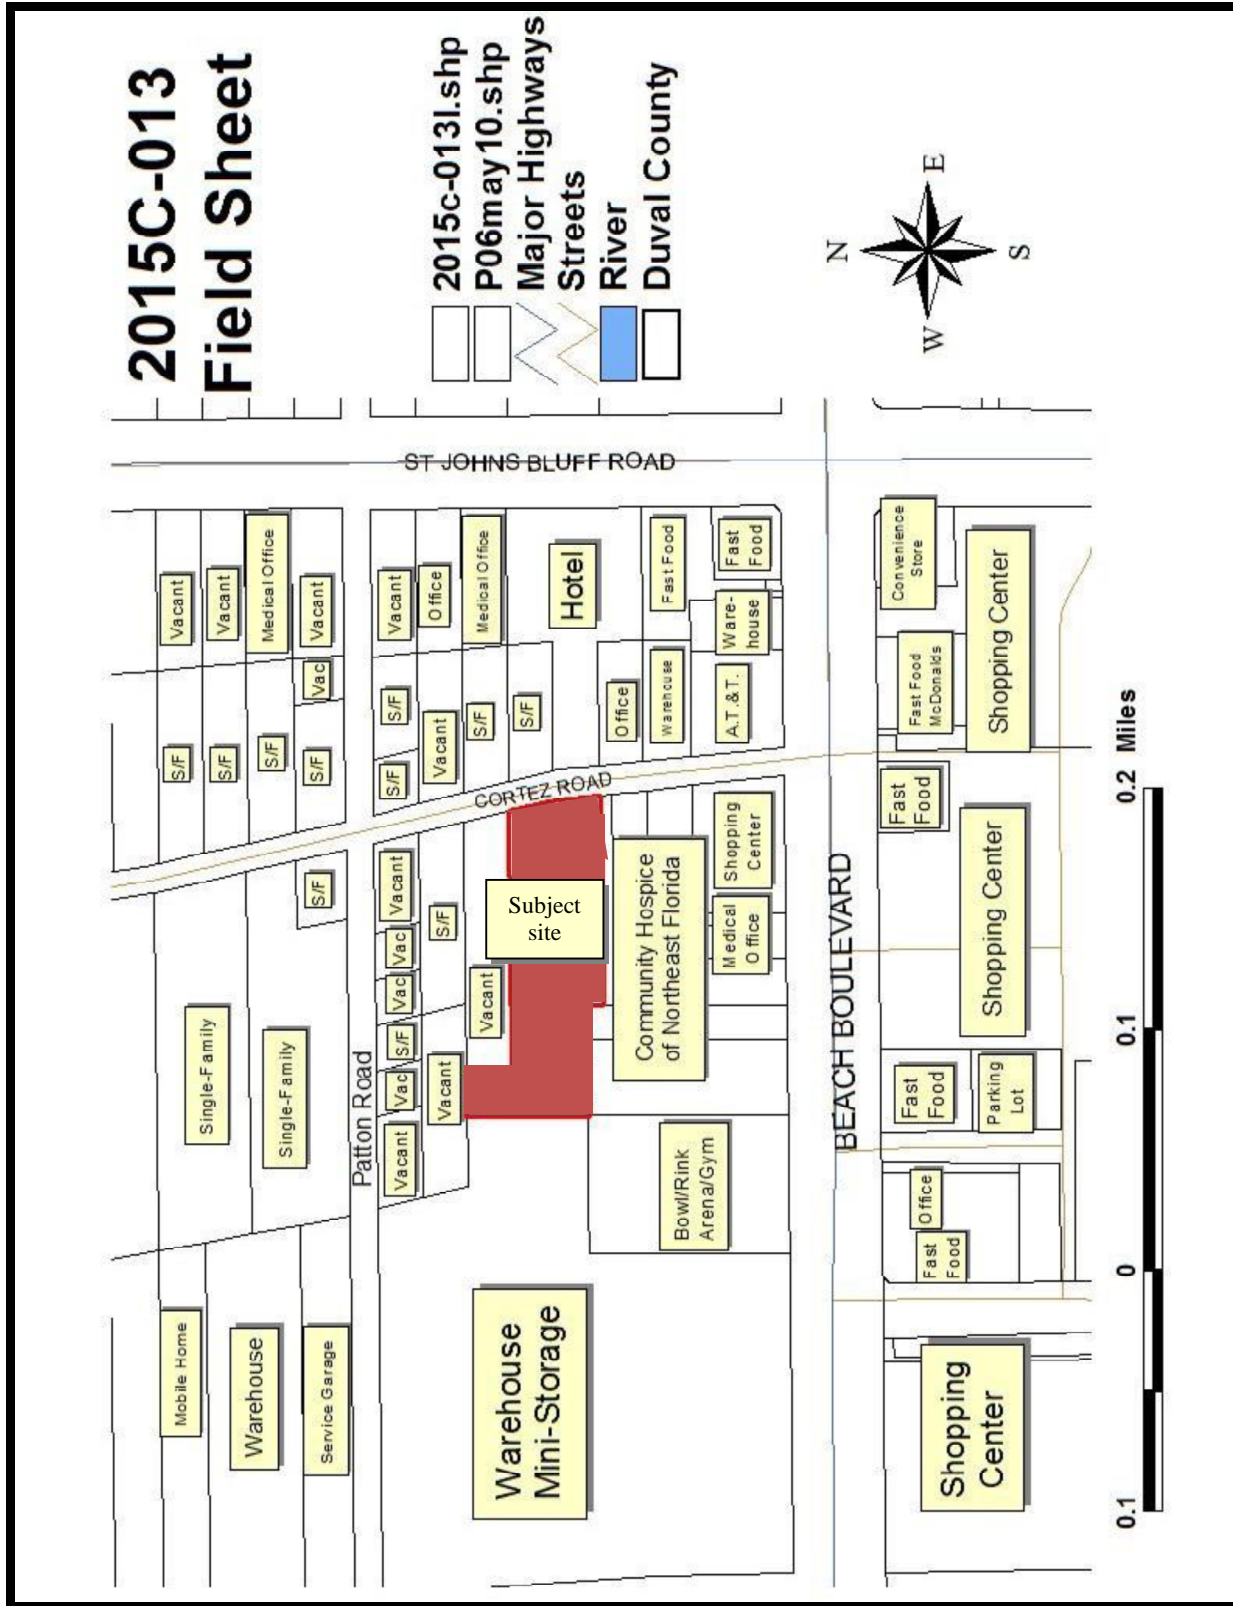 2015C-013
Field Sheet
2015c-013l.shp
P06may10.shp
Major Highways
Streets
River
Duval County
N
W
E
S
ST JOHNS BLUFF ROAD
Vacant
Vacant
Medical Office
Vacant
Vac
Vacant
Office
Medical Office
Hotel
Fast Food
Fast
Food
Ware-
house
Office
Warehouse
A.T.&T.
S/F
S/F
S/F
S/F
S/F
S/F
Vacant
S/F
S/F
CORTEZ ROAD
S/F
Vacant
Vac
Vac
S/F
Vac
Vacant
S/F
Vacant
Vacant
Subject
site
Community Hospice
of Northeast Florida
Shopping
Center
Medical
Office
Single-Family
Single-Family
Patton Road
Bowl/Rink
Arena/Gym
Mobile Home
Warehouse
Service Garage
Warehouse
Mini-Storage
BEACH BOULEVARD
Convenience
Store
Fast Food
McDonalds
Shopping Center
Fast
Food
Shopping Center
Fast
Food
Parking
Lot
Office
Fast
Food
Shopping
Center
0.1
0
0.1
0.2
Miles